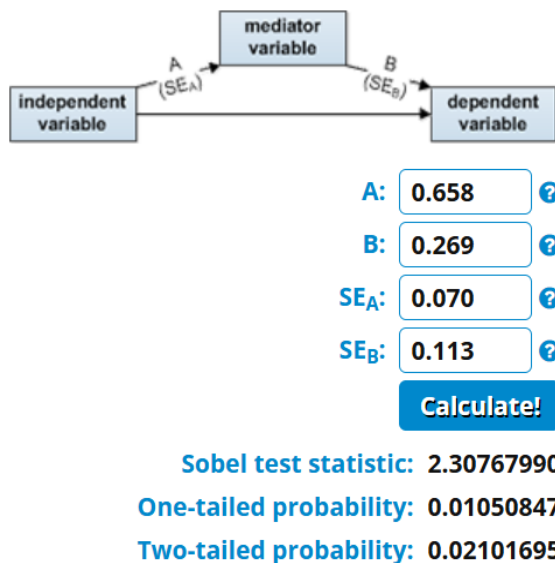 mediator
variable
A
(SEA)
B
(SEB)
independent
variable
dependent
variable
A: 0.658 ?
B: 0.269 ?
SEA: 0.070 ?
SEB: 0.113 ?
Calculate!
Sobel test statistic: 2.30767990
One-tailed probability: 0.01050847
Two-tailed probability: 0.02101695